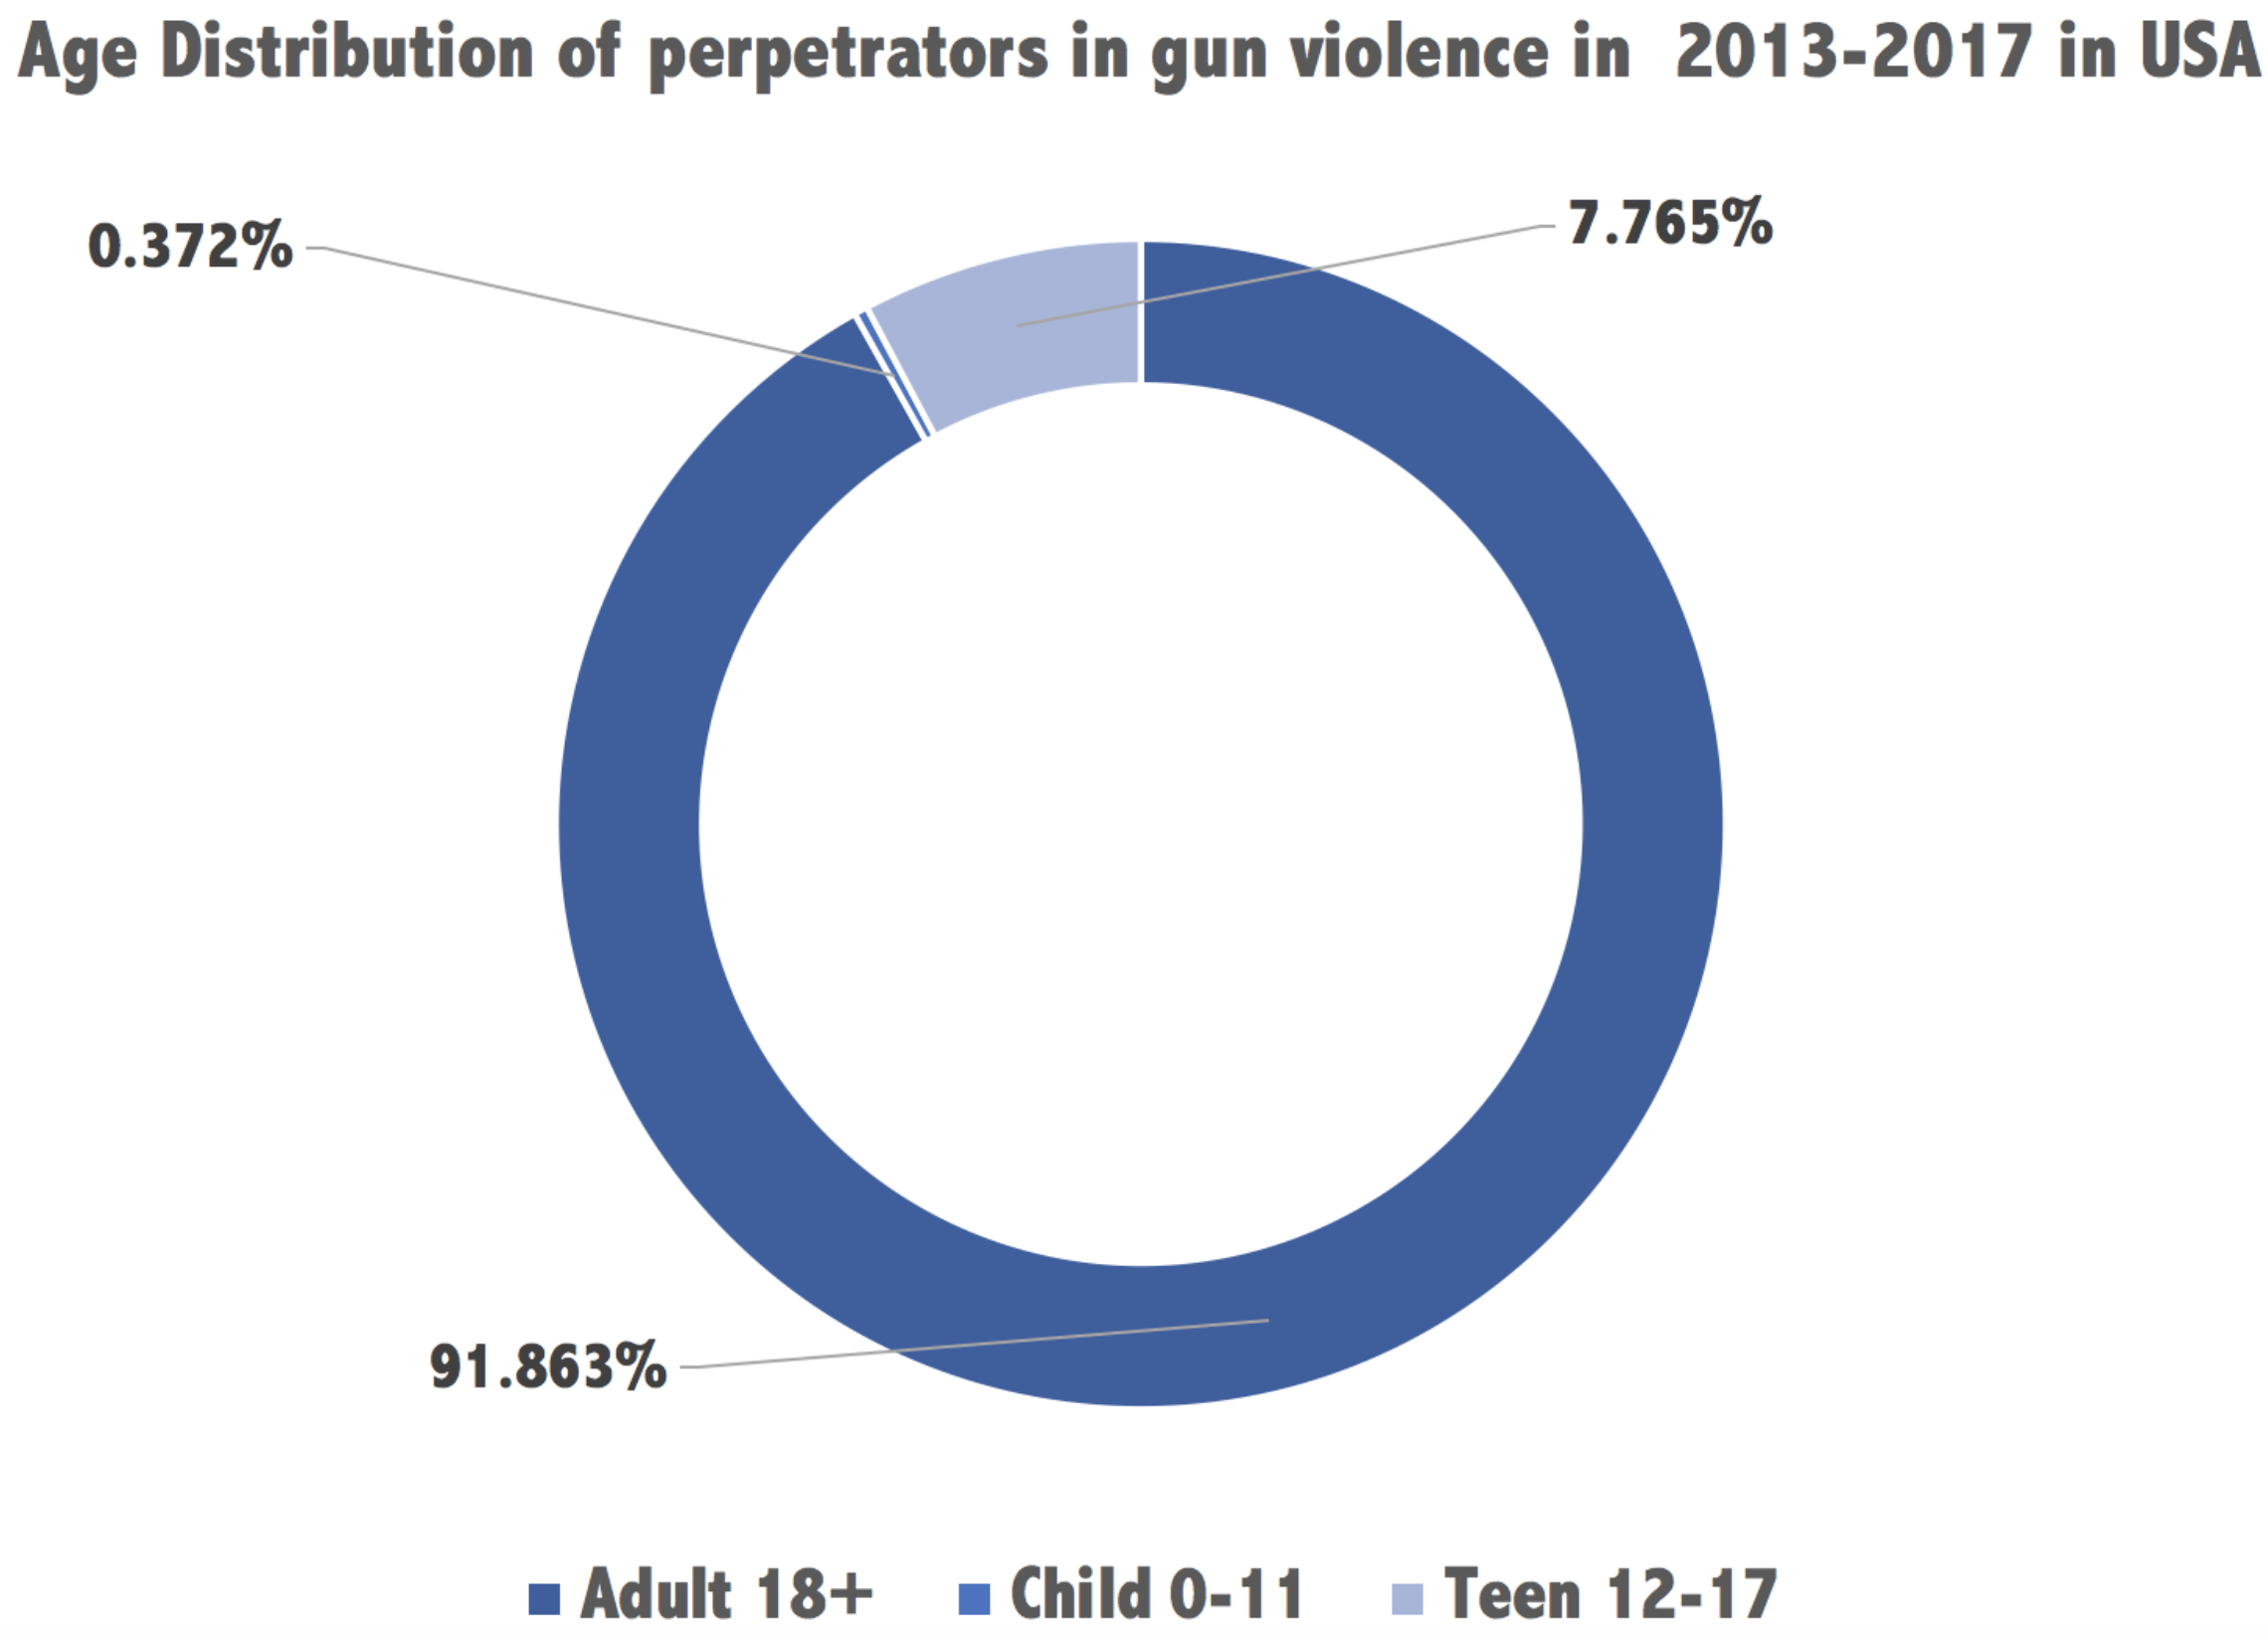 Age Distribution of perpetrators in gun violence in 2013-2017 in USA
0.372%
7.765%
91.863%
Adult 18+ Child 0-11 Teen 12-17